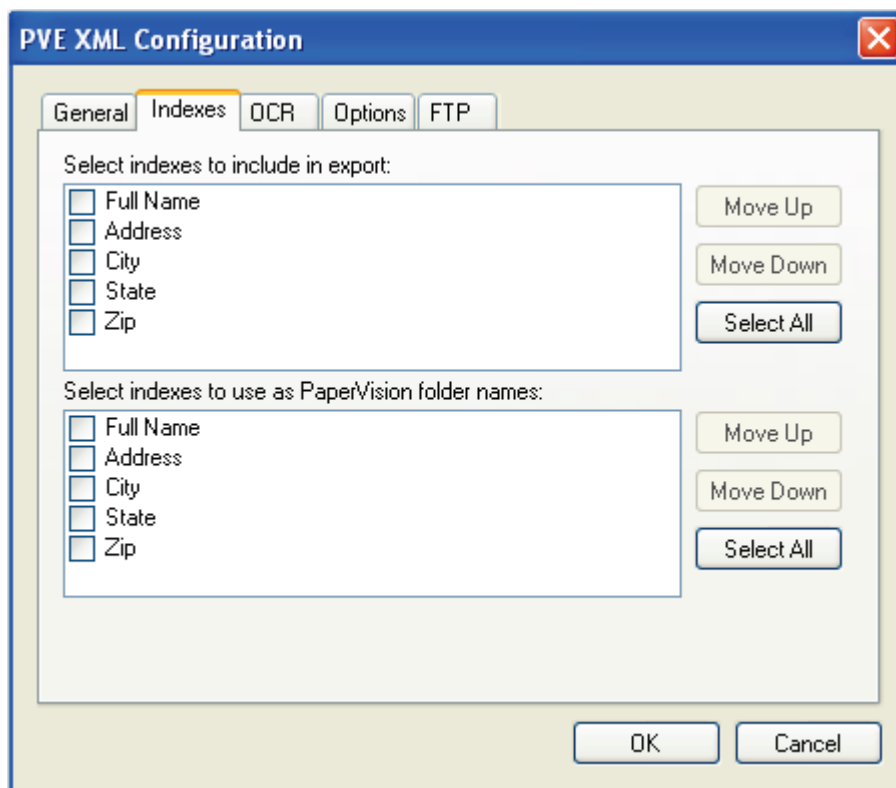 PVE XML Configuration
General Indexes OCR Options FTP
Select indexes to include in export:
Full Name
Address
City
State
Zip
Move Up
Move Down
Select All
Select indexes to use as PaperVision folder names:
Full Name
Address
City
State
Zip
Move Up
Move Down
Select All
OK Cancel